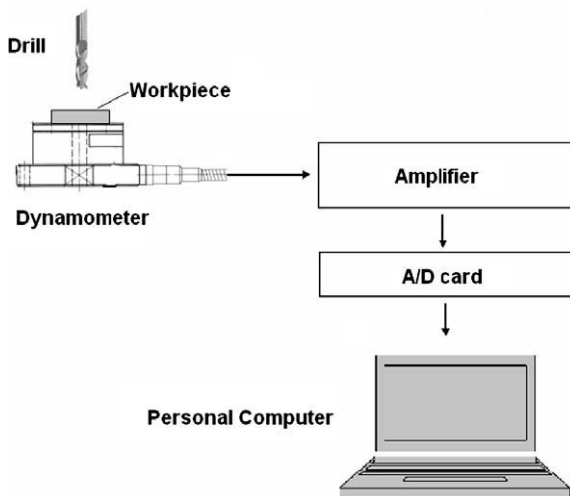 Drill
Workpiece
Amplifier
Dynamometer
A/D card
Personal Computer